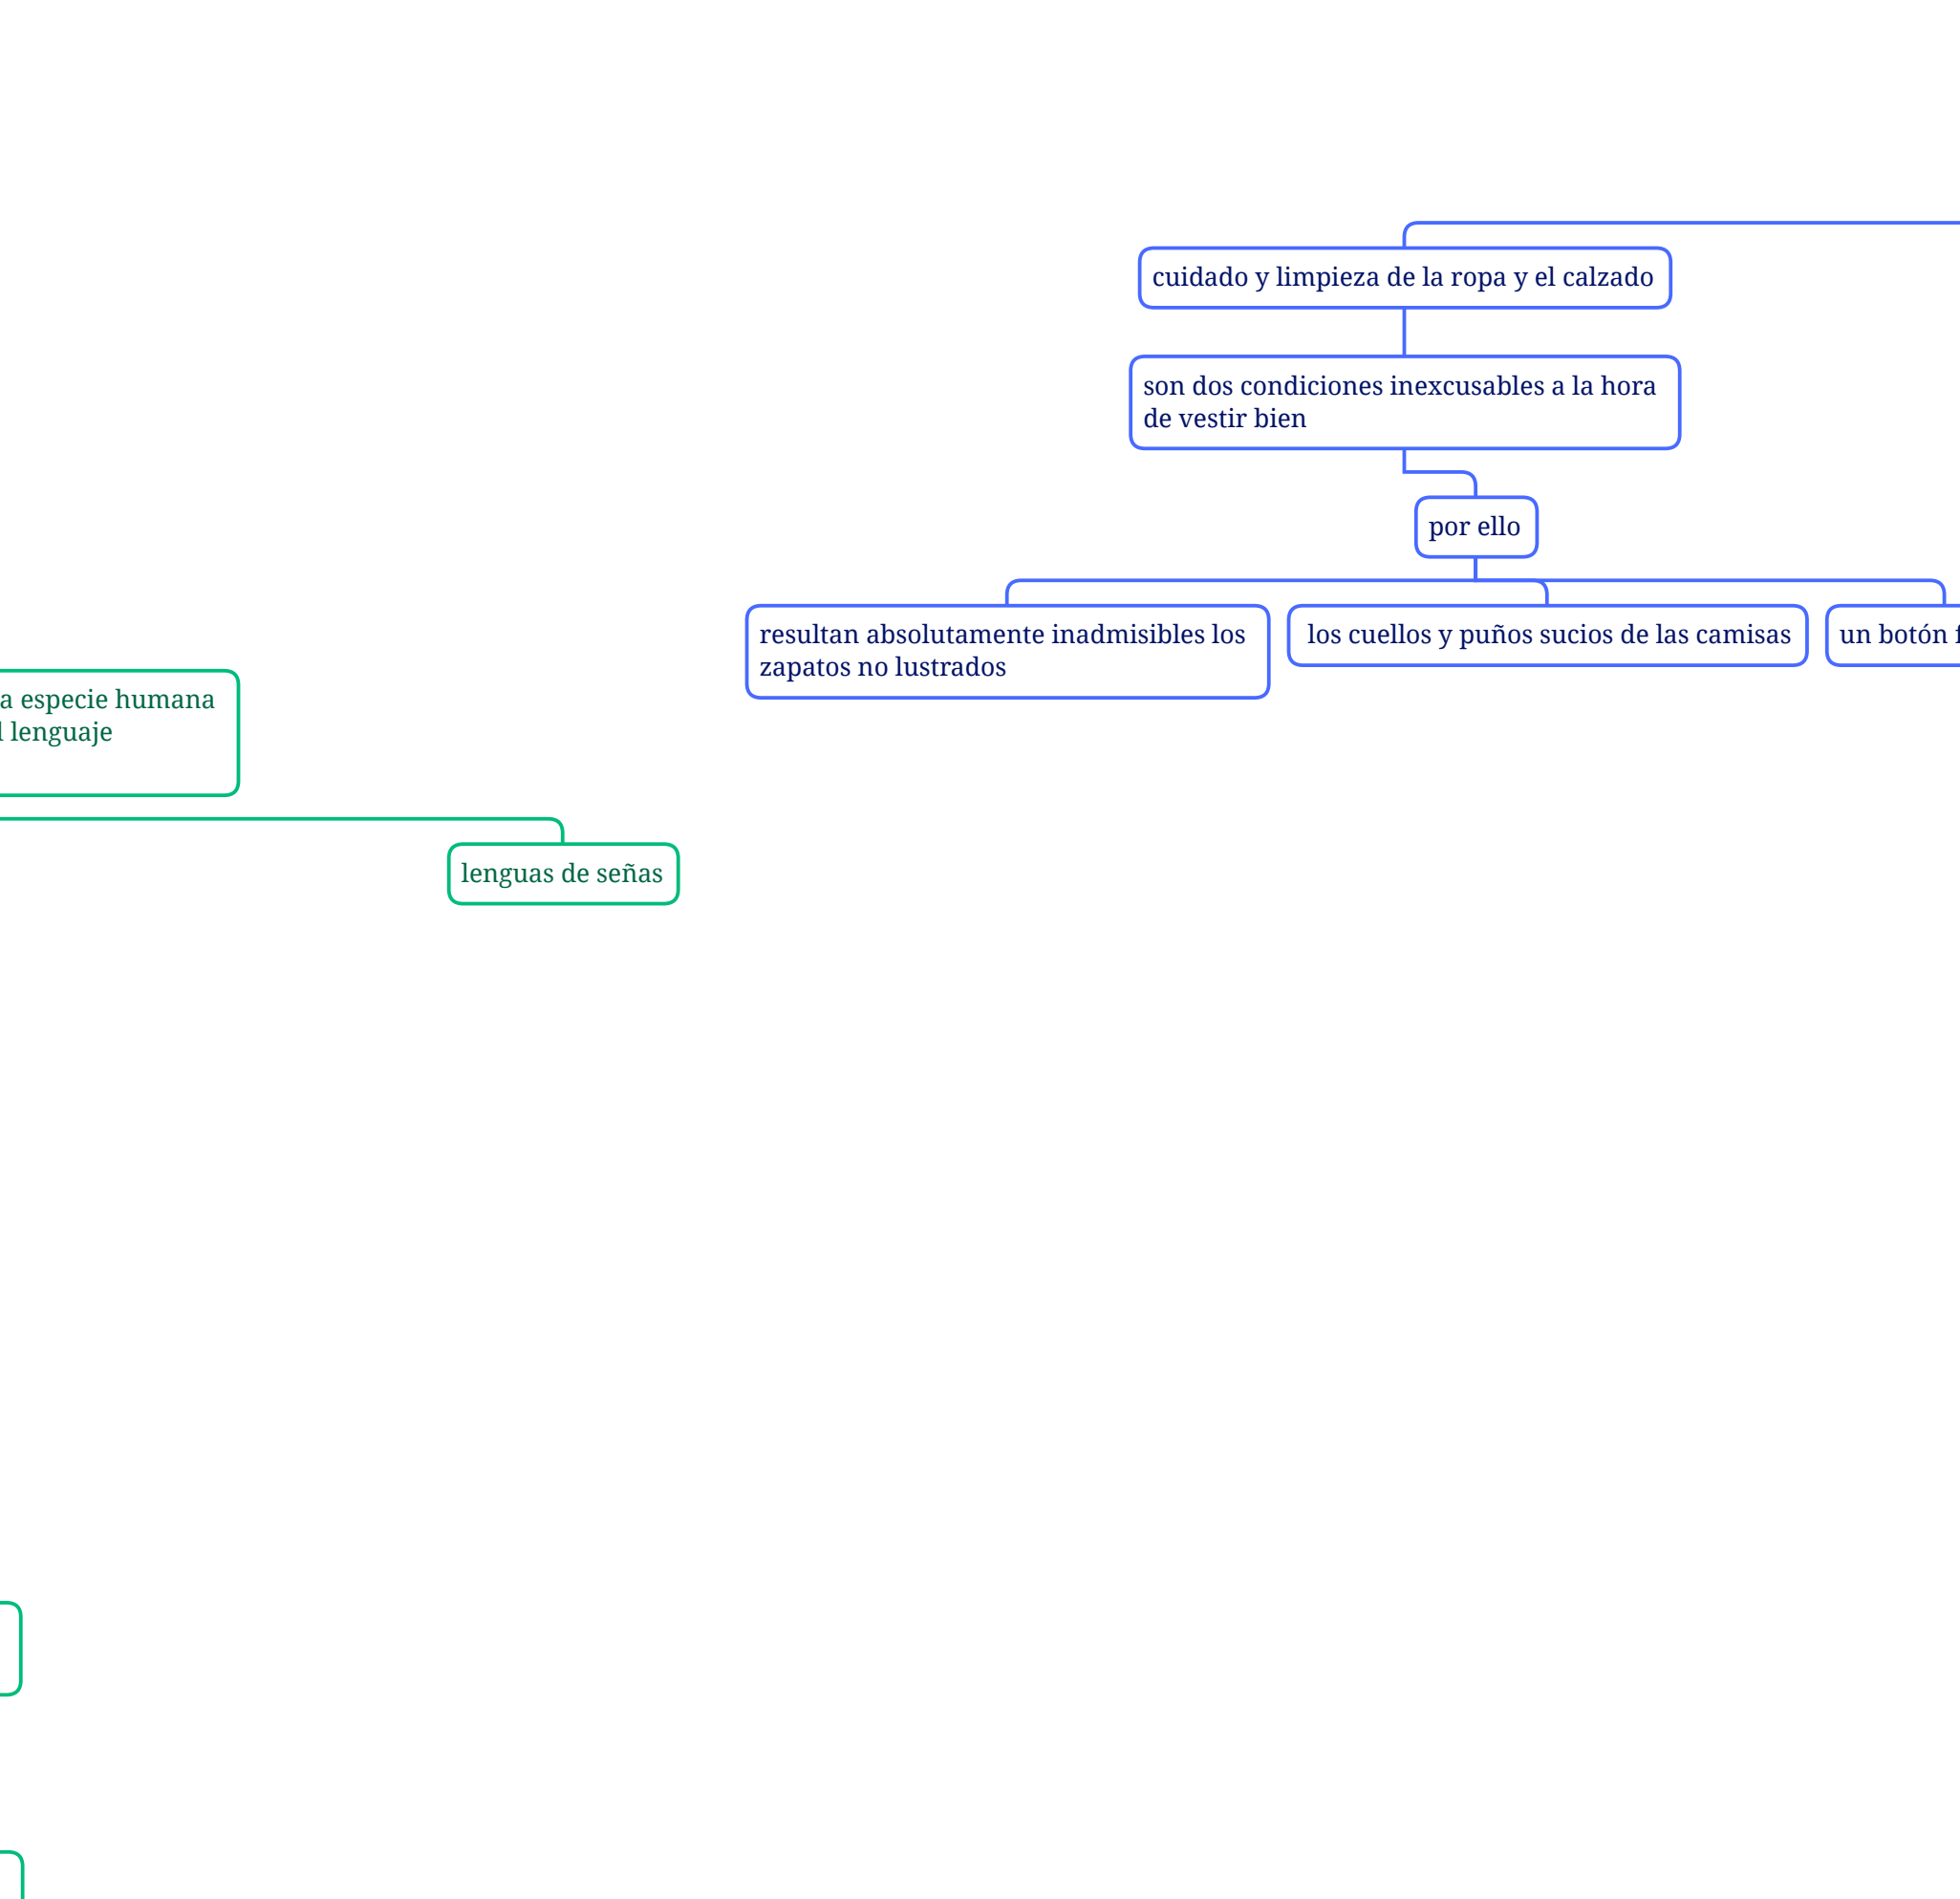 cuidado y limpieza de la ropa y el calzado
son dos condiciones inexcusables a la hora
de vestir bien
por ello
resultan absolutamente inadmisibles los
zapatos no lustrados
los cuellos y puños sucios de las camisas
un botón
especie humana
lenguaje
lenguas de señas